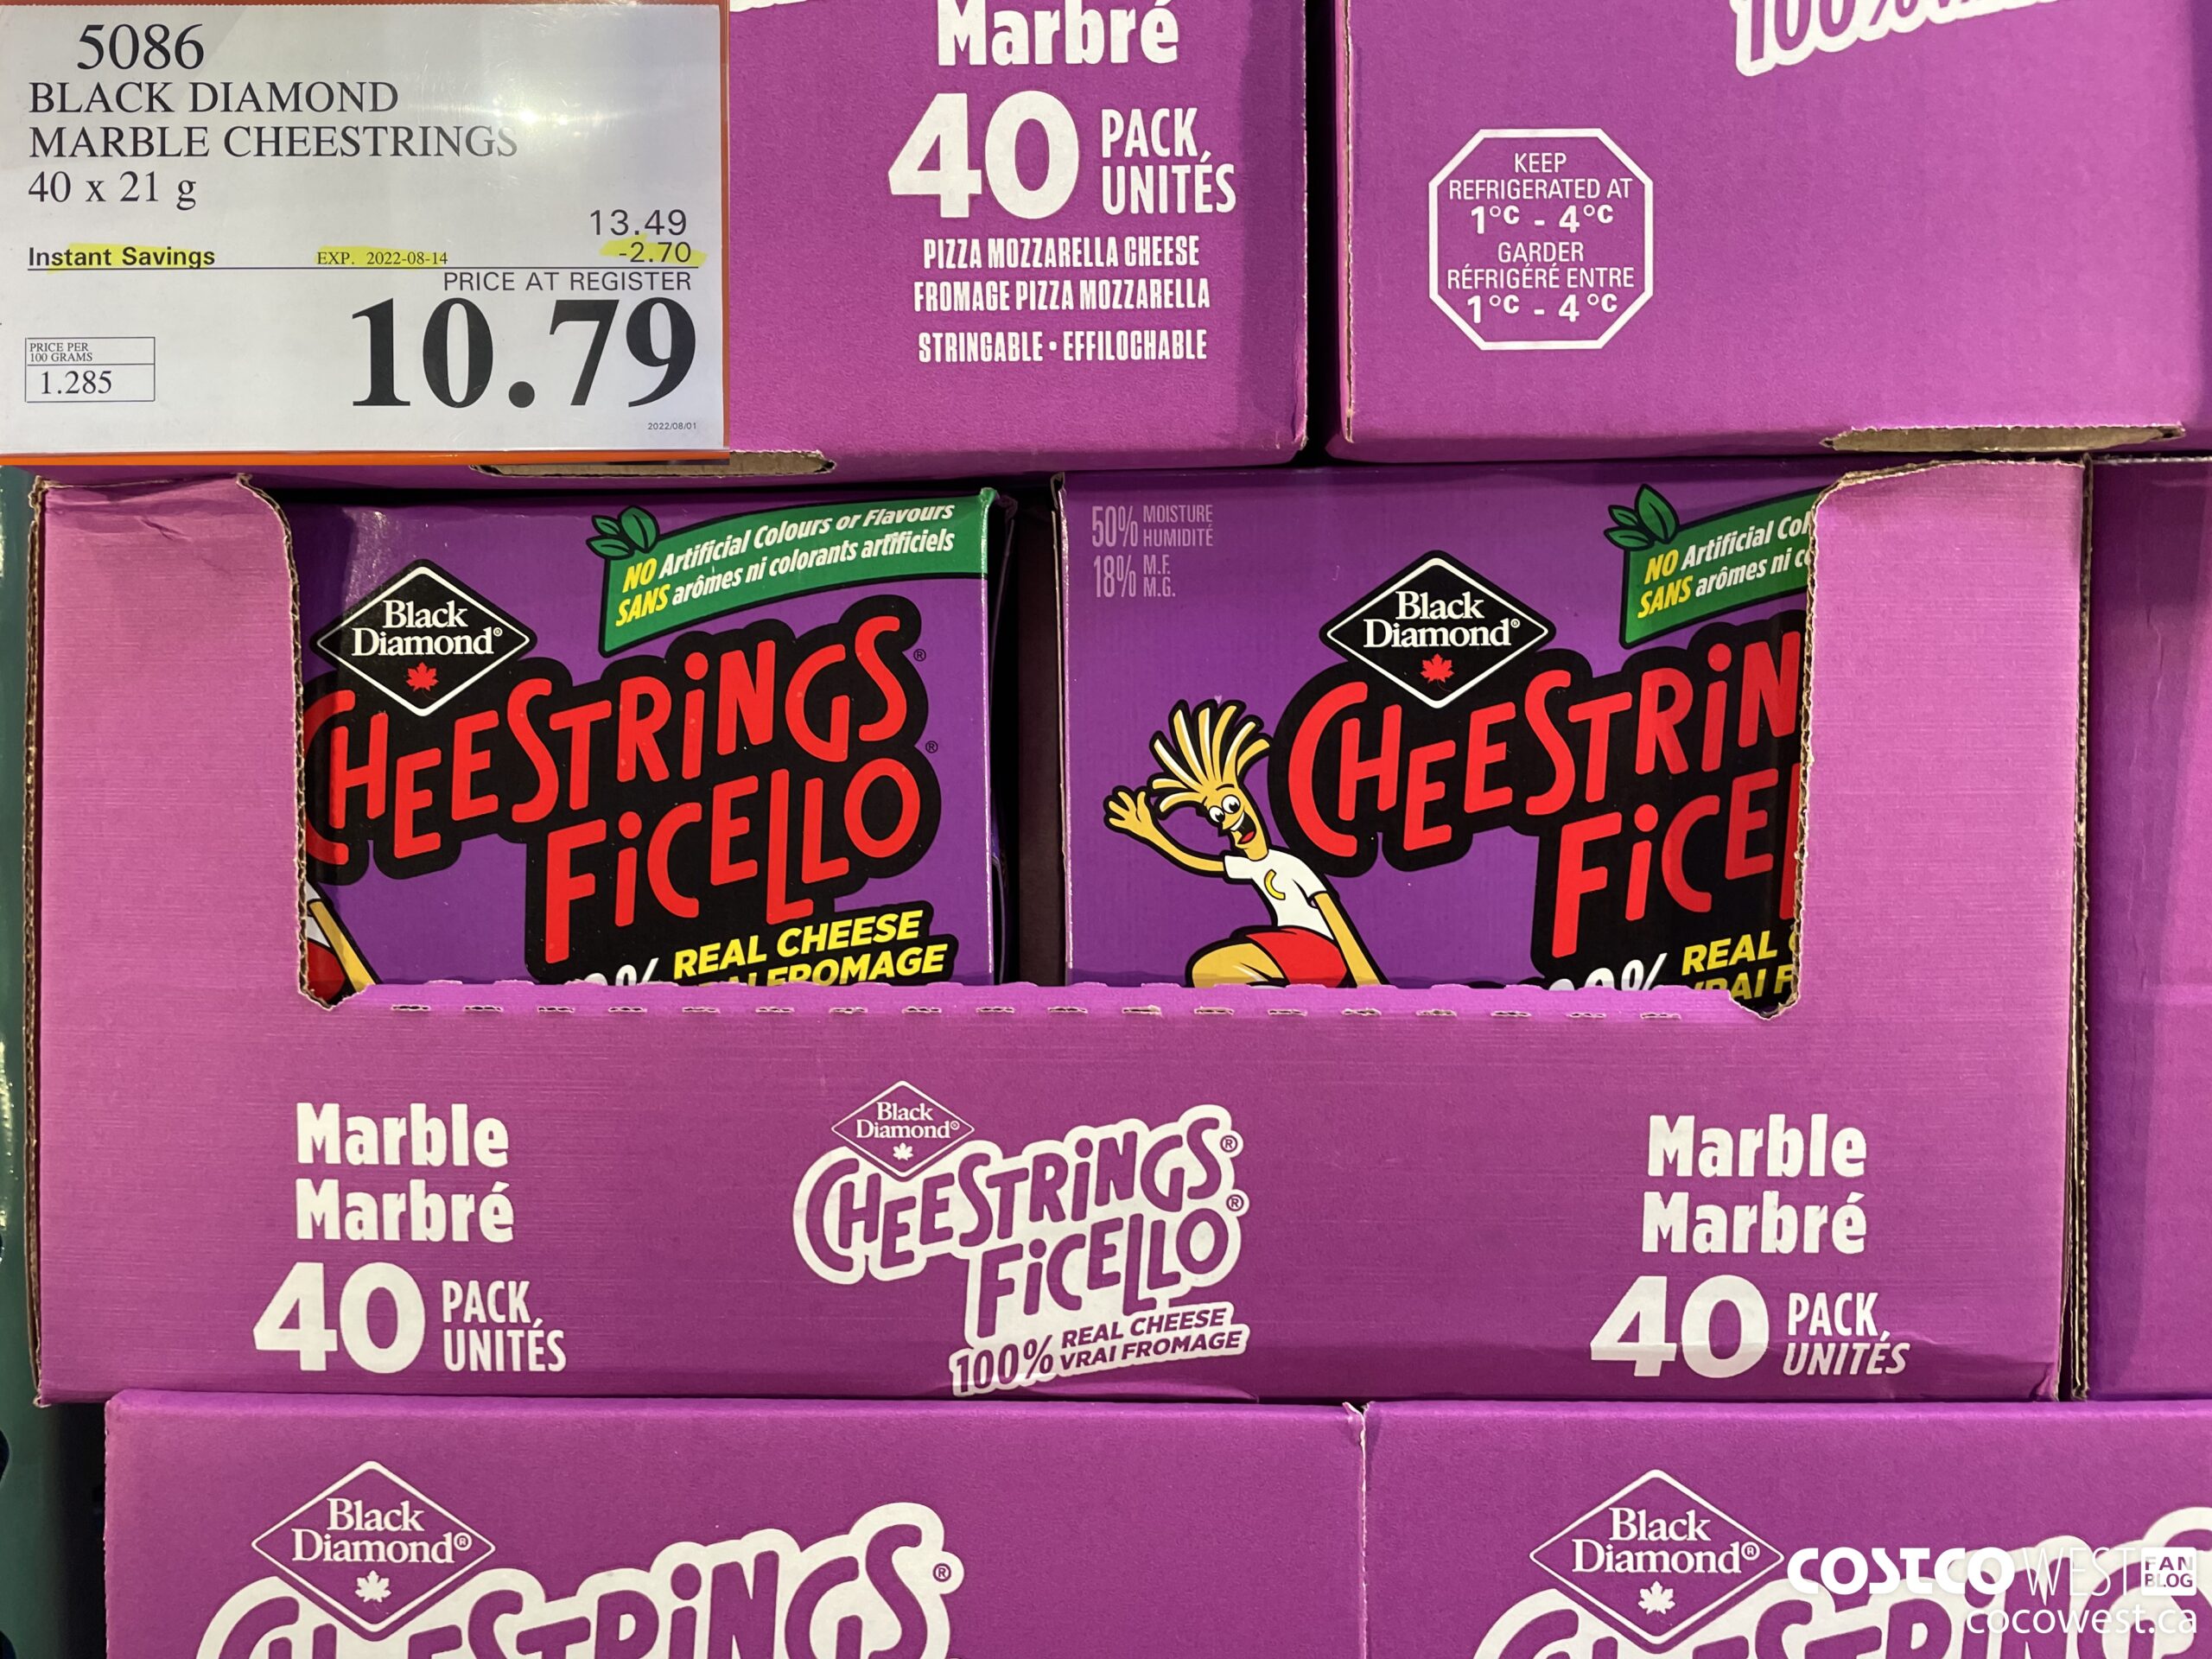 5086
BLACK DIAMOND
MARBLE CHEESTRINGS
40 x 21 g
13.49
Instant Savings EXP. 2022-08-14 -2.70
PRICE AT REGISTER
10.79
PRICE PER
100 GRAMS
1.285
2022/08/01
Marbré
40 PACK,
UNITÉS
PIZZA MOZZARELLA CHEESE
FROMAGE PIZZA MOZZARELLA
STRINGABLE • EFFILOCHABLE
100%
KEEP
REFRIGERATED AT
1°C - 4°C
GARDER
RÉFRIGÉRÉ ENTRE
1°C - 4°C
NO Artificial Colours or Flavours
SANS arômes ni colorants artificiels
Black
Diamond®
CHEESTRINGS®
FICELLO®
% REAL CHEESE
FROMAGE
50% MOISTURE
HUMIDITÉ
18% M.F.
M.G.
NO Artificial Col
SANS arômes ni c
Black
Diamond®
CHEESTRIN
FICE
% REAL
RAI F
C
Marble
Marbré
40 PACK,
UNITÉS
Black
Diamond®
CHEESTRINGS®
FICELLO®
100% REAL CHEESE
VRAI FROMAGE
Marble
Marbré
40 PACK,
UNITÉS
Black
Diamond®
CHEESTRINGS®
Black
Diamond®
CHEESTRINGS
COSTCO WEST FAN
BLOG
cocowest.ca